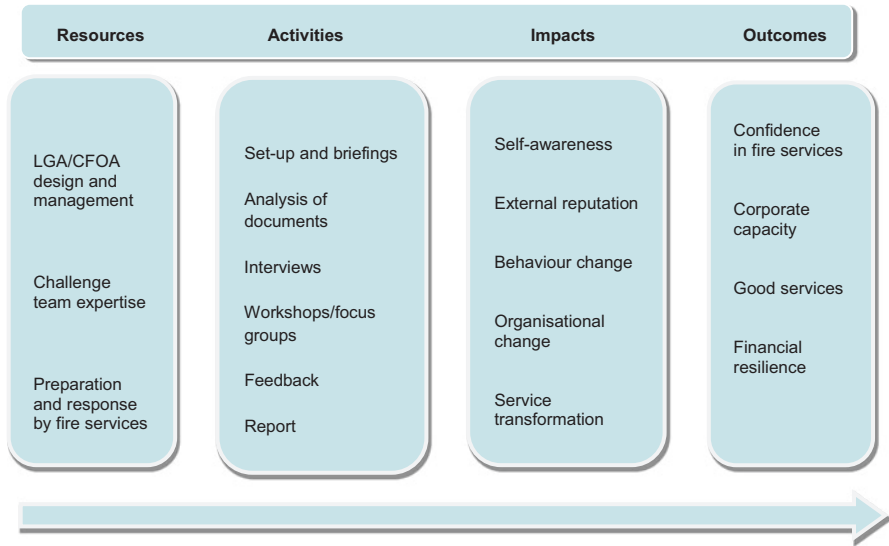 Resources Activities Impacts Outcomes
LGA/CFOA
design and
management
Challenge
team expertise
Preparation
and response
by fire services
Set-up and briefings
Analysis of
documents
Interviews
Workshops/focus
groups
Feedback
Report
Self-awareness
External reputation
Behaviour change
Organisational
change
Service
transformation
Confidence
in fire services
Corporate
capacity
Good services
Financial
resilience